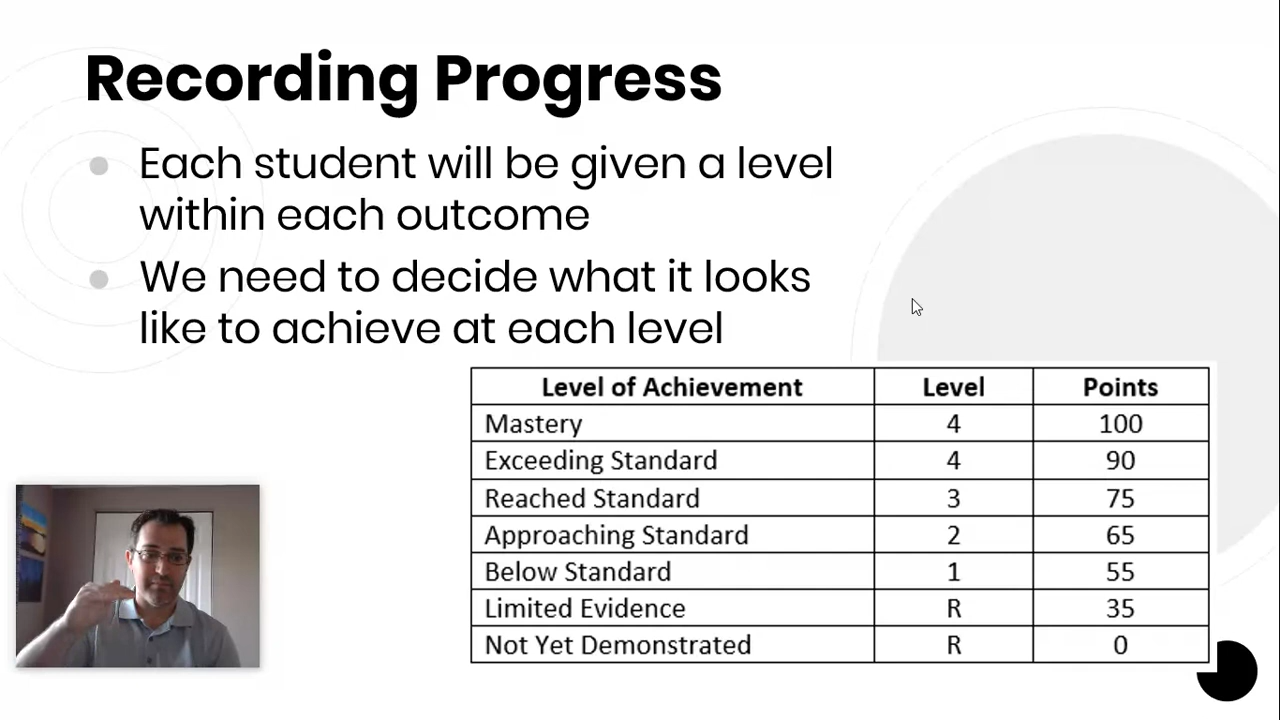 Recording Progress
Each student will be given a level
within each outcome
We need to decide what it looks
like to achieve at each level
Level of Achievement Level Points
Mastery 4 100
Exceeding Standard 4 90
Reached Standard 3 75
Approaching Standard 2 65
Below Standard 1 55
Limited Evidence R 35
Not Yet Demonstrated R 0